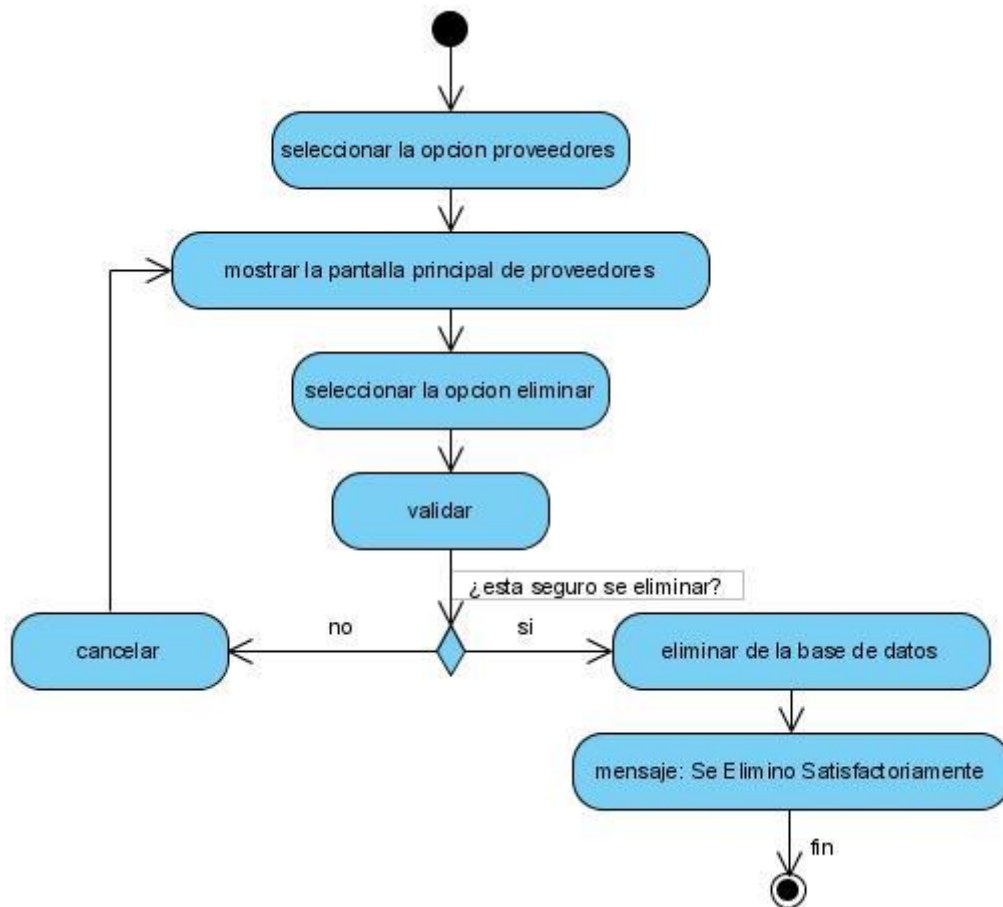 seleccionar la opcion proveedores
mostrar la pantalla principal de proveedores
seleccionar la opcion eliminar
validar
¿esta seguro se eliminar?
no
si
cancelar
eliminar de la base de datos
mensaje: Se Elimino Satisfactoriamente
fin